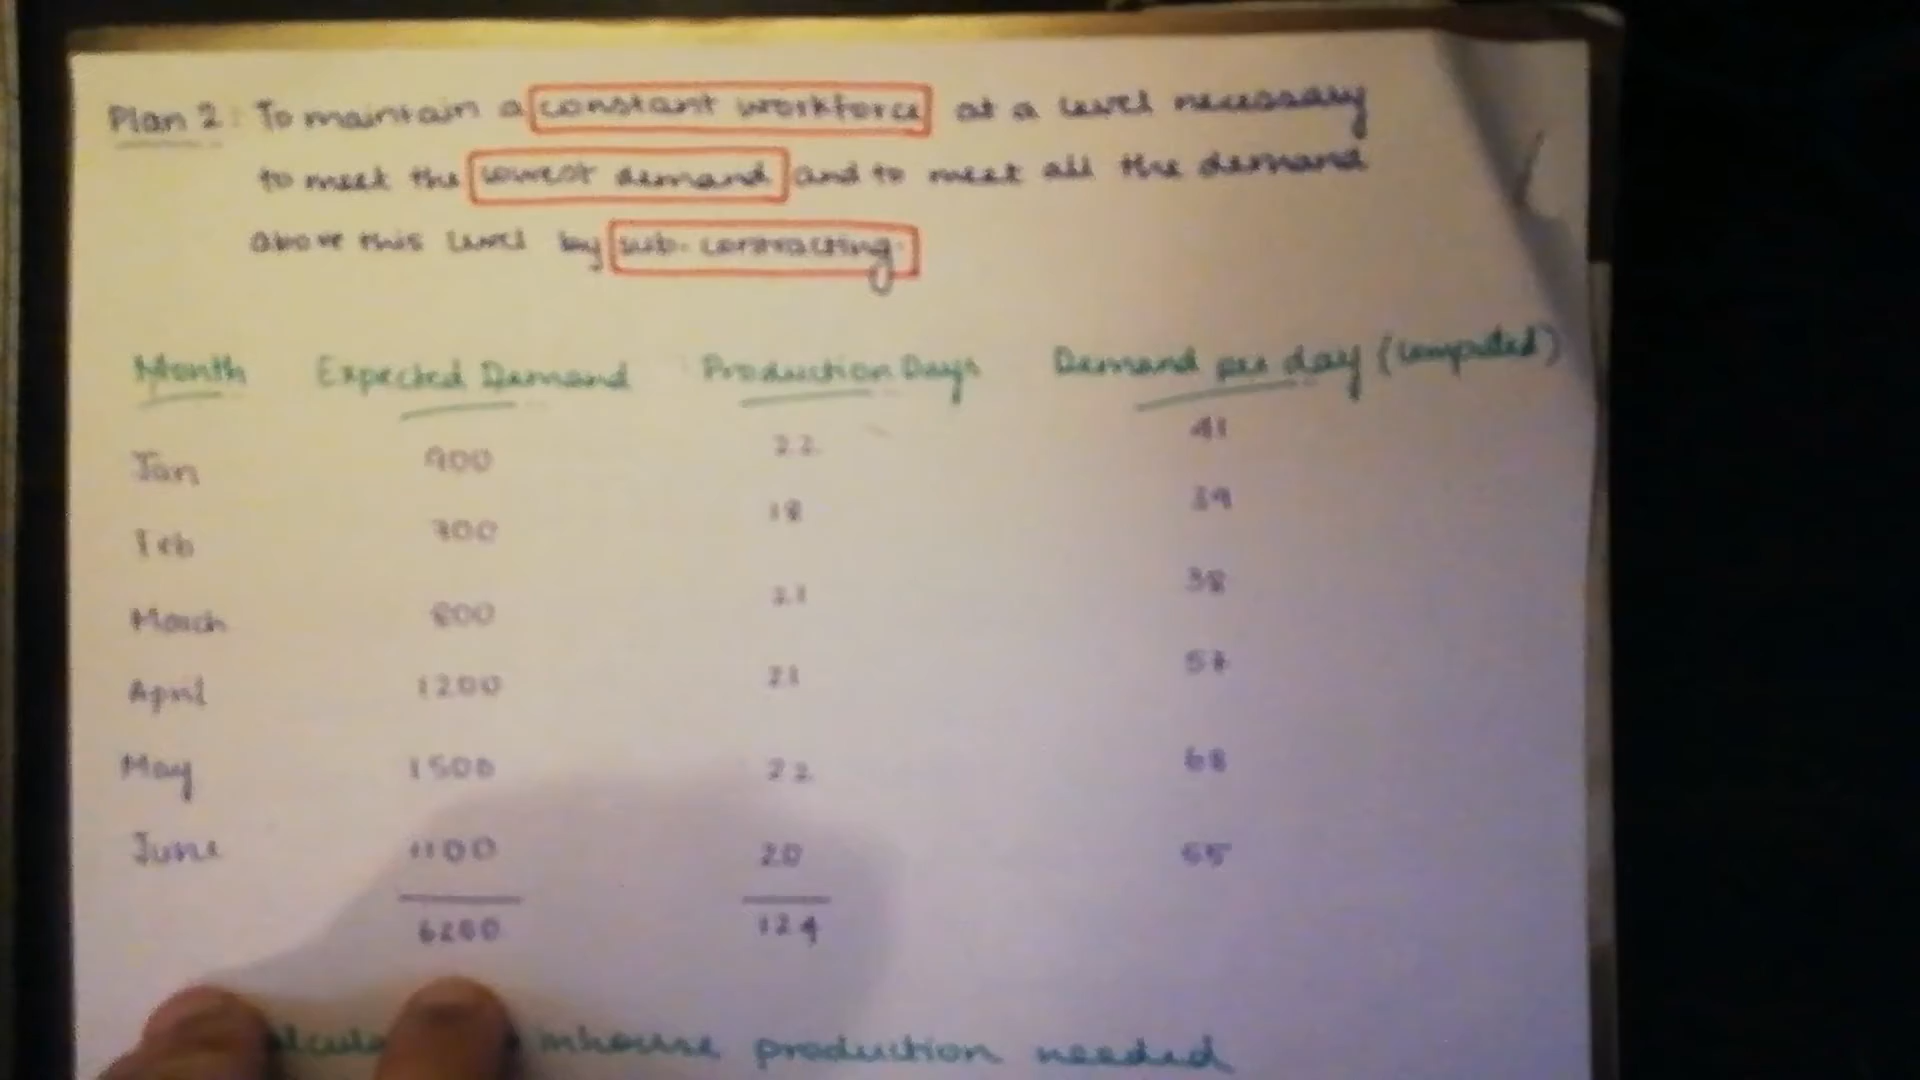 Plan 2: To maintain a constant workforce at a level necessary
to meet the lowest demand and to meet all the demand
above this level by sub-contracting.
Month Expected Demand Production Days Demand per day (computed)
Jan 900 22 41
Feb 700 18 39
March 800 21 38
April 1200 21 57
May 1500 22 68
June 1100 20 55
6200 124
inhouse production needed